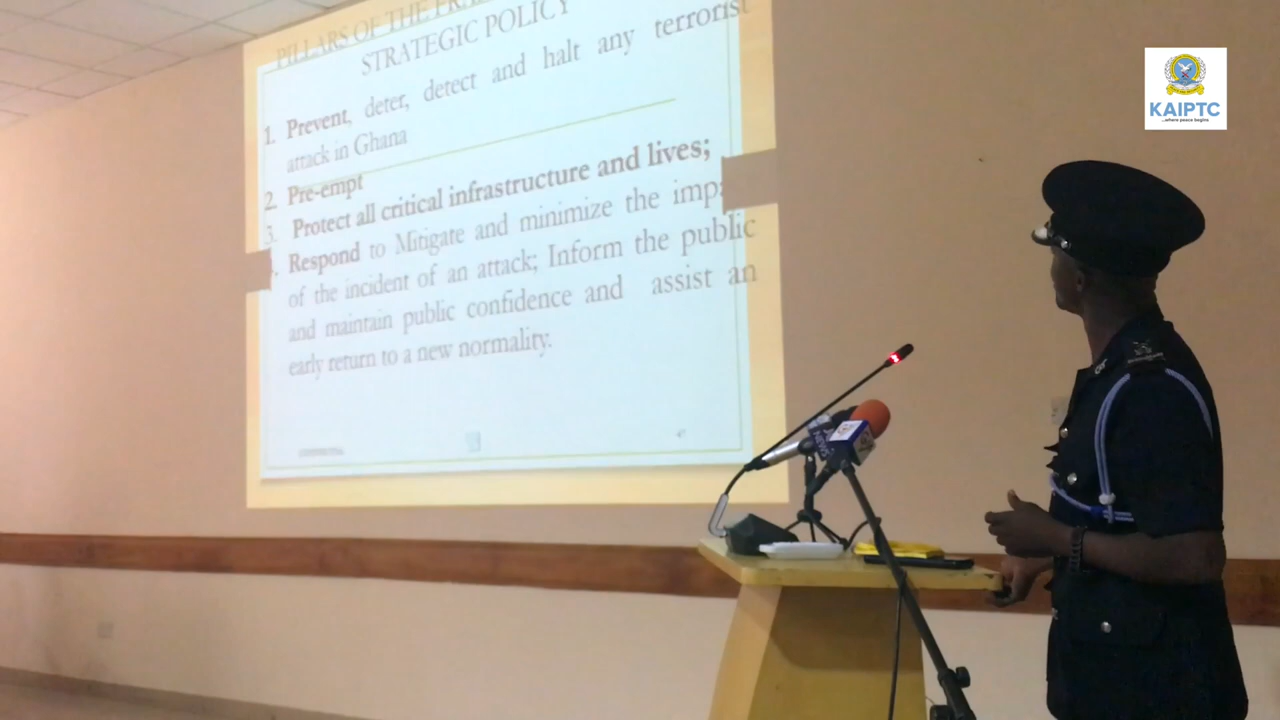 PILLARS OF THE
STRATEGIC POLICY
1. Prevent, deter, detect and halt any terrorist
attack in Ghana
2. Pre-empt
3. Protect all critical infrastructure and lives;
Respond to Mitigate and minimize the
of the incident of an attack; Inform the public
and maintain public confidence and assist an
early return to a new normality.
KAIPTC
...where peace begins